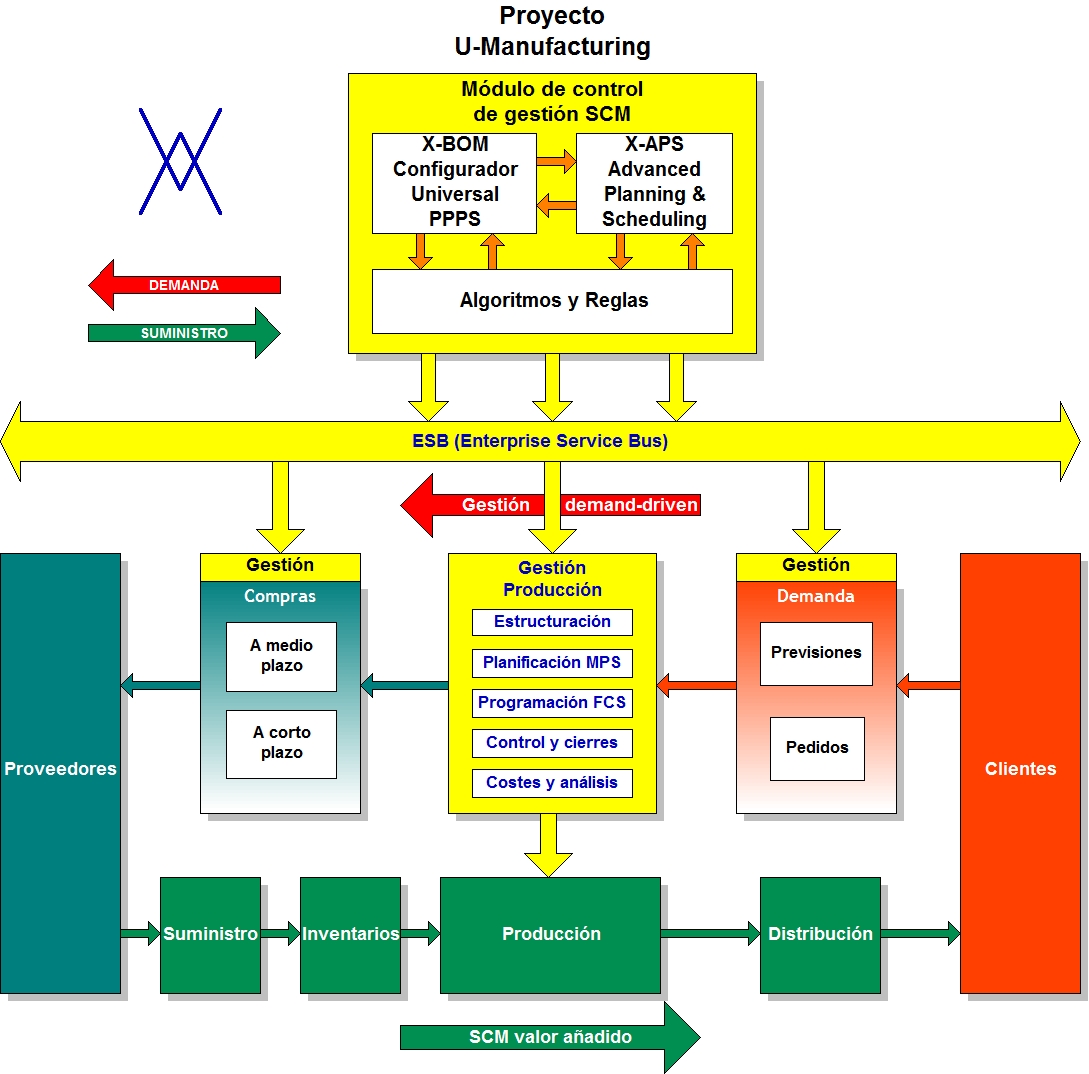 Proyecto
U-Manufacturing
Módulo de control
de gestión SCM
X-BOM
Configurador
Universal
PPPS
X-APS
Advanced
Planning &
Scheduling
Algoritmos y Reglas
DEMANDA
SUMINISTRO
ESB (Enterprise Service Bus)
Gestión demand-driven
Gestión
Compras
A medio
plazo
A corto
plazo
Gestión
Producción
Estructuración
Planificación MPS
Programación FCS
Control y cierres
Costes y análisis
Gestión
Demanda
Previsiones
Pedidos
Proveedores
Clientes
Suministro
Inventarios
Producción
Distribución
SCM valor añadido